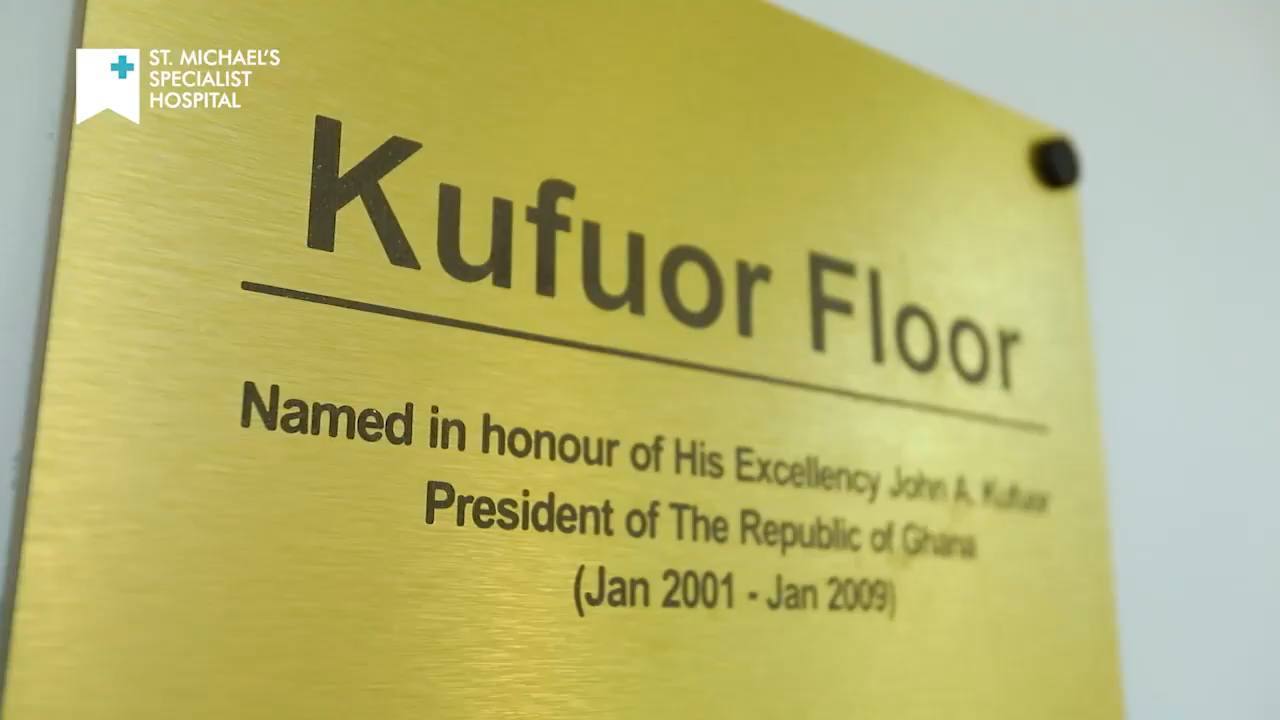 ST. MICHAEL'S
SPECIALIST
HOSPITAL
Kufuor Floor
Named in honour of His Excellency John A. Kufuor
President of The Republic of Ghana
(Jan 2001 - Jan 2009)